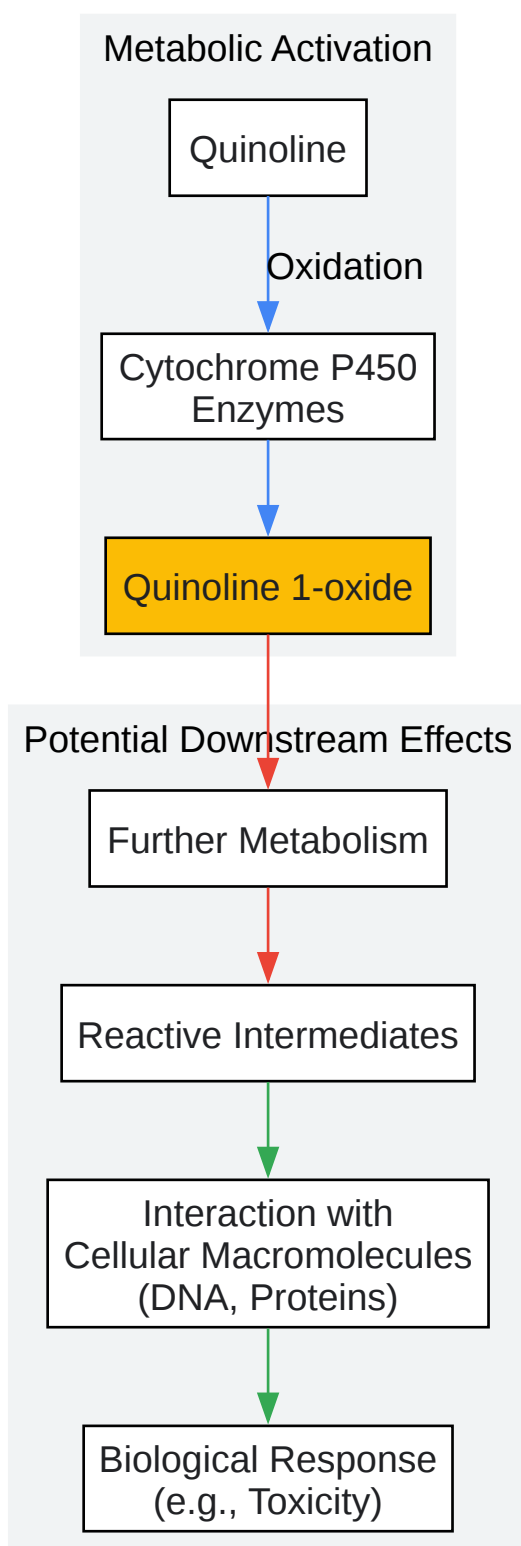 Metabolic Activation
Quinoline
Oxidation
Cytochrome P450
Enzymes
Quinoline 1-oxide
Potential Downstream Effects
Further Metabolism
Reactive Intermediates
Interaction with
Cellular Macromolecules
(DNA, Proteins)
Biological Response
(e.g., Toxicity)